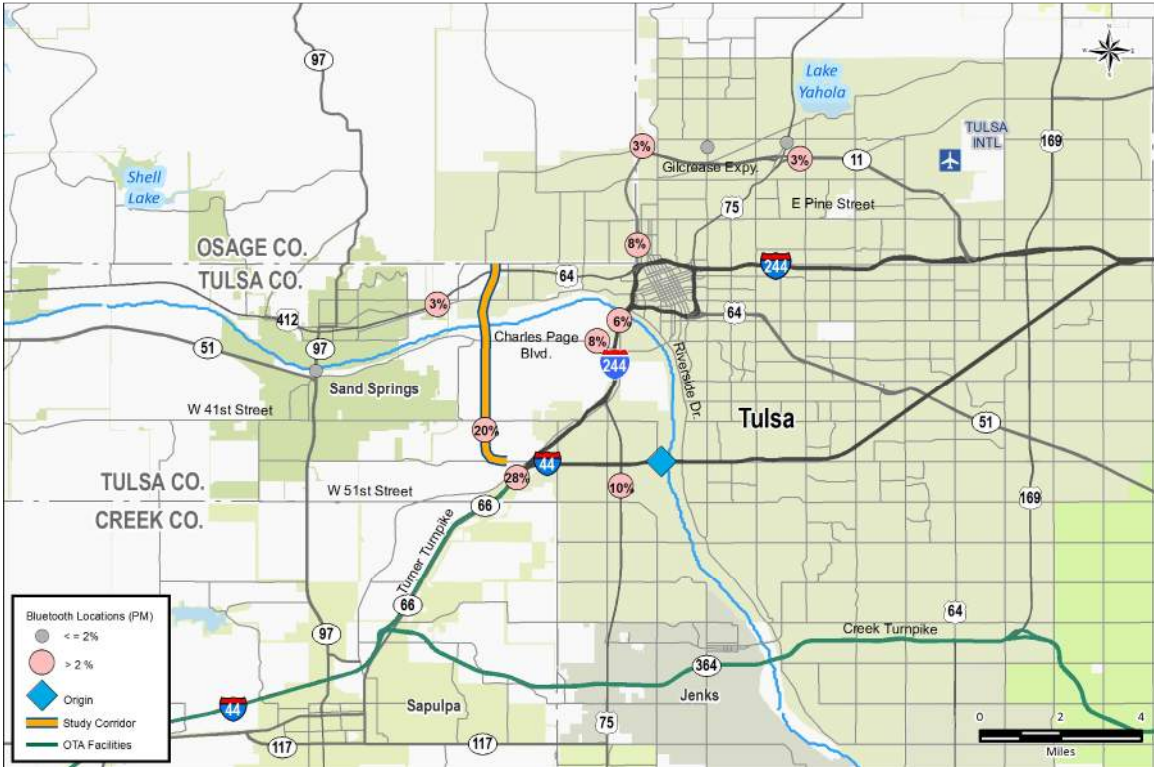 97
Lake
Yahola
N
W
E
S
TULSA
INTL
169
3%
Gilcrease Expy.
3%
11
Shell
Lake
75
E Pine Street
OSAGE CO.
TULSA CO.
8%
64
244
3%
412
51
97
Sand Springs
Charles Page
Blvd.
6%
8%
244
64
Riverside Dr.
W 41st Street
20%
Tulsa
51
TULSA CO.
CREEK CO.
W 51st Street
28%
44
10%
66
169
Turner Turnpike
66
97
64
Creek Turnpike
364
Jenks
Sapulpa
44
75
117
117
Bluetooth Locations (PM)
< = 2%
> 2 %
Origin
Study Corridor
OTA Facilities
0 2 4
Miles